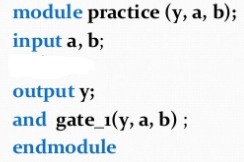 module practice (y, a, b);
input a, b;
output y;
and gate_1(y, a, b) ;
endmodule